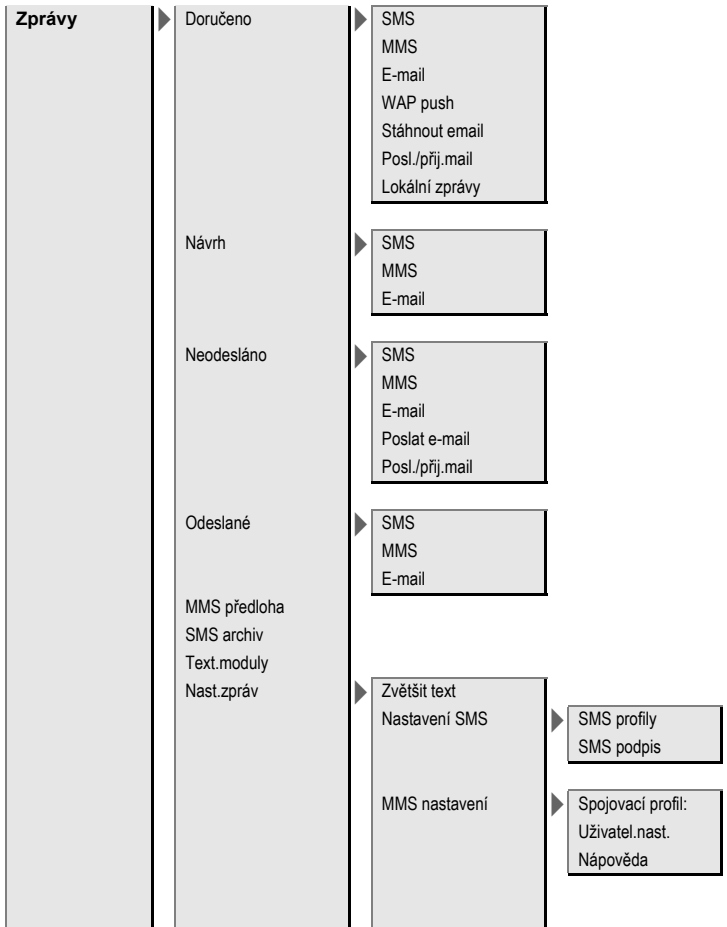 Zprávy
Doručeno
SMS
MMS
E-mail
WAP push
Stáhnout email
Posl./přij.mail
Lokální zprávy
Návrh
SMS
MMS
E-mail
Neodesláno
SMS
MMS
E-mail
Poslat e-mail
Posl./přij.mail
Odeslané
SMS
MMS
E-mail
MMS předloha
SMS archiv
Text.moduly
Nast.zpráv
Zvětšit text
Nastavení SMS
SMS profily
SMS podpis
MMS nastavení
Spojovací profil:
Uživatel.nast.
Nápověda